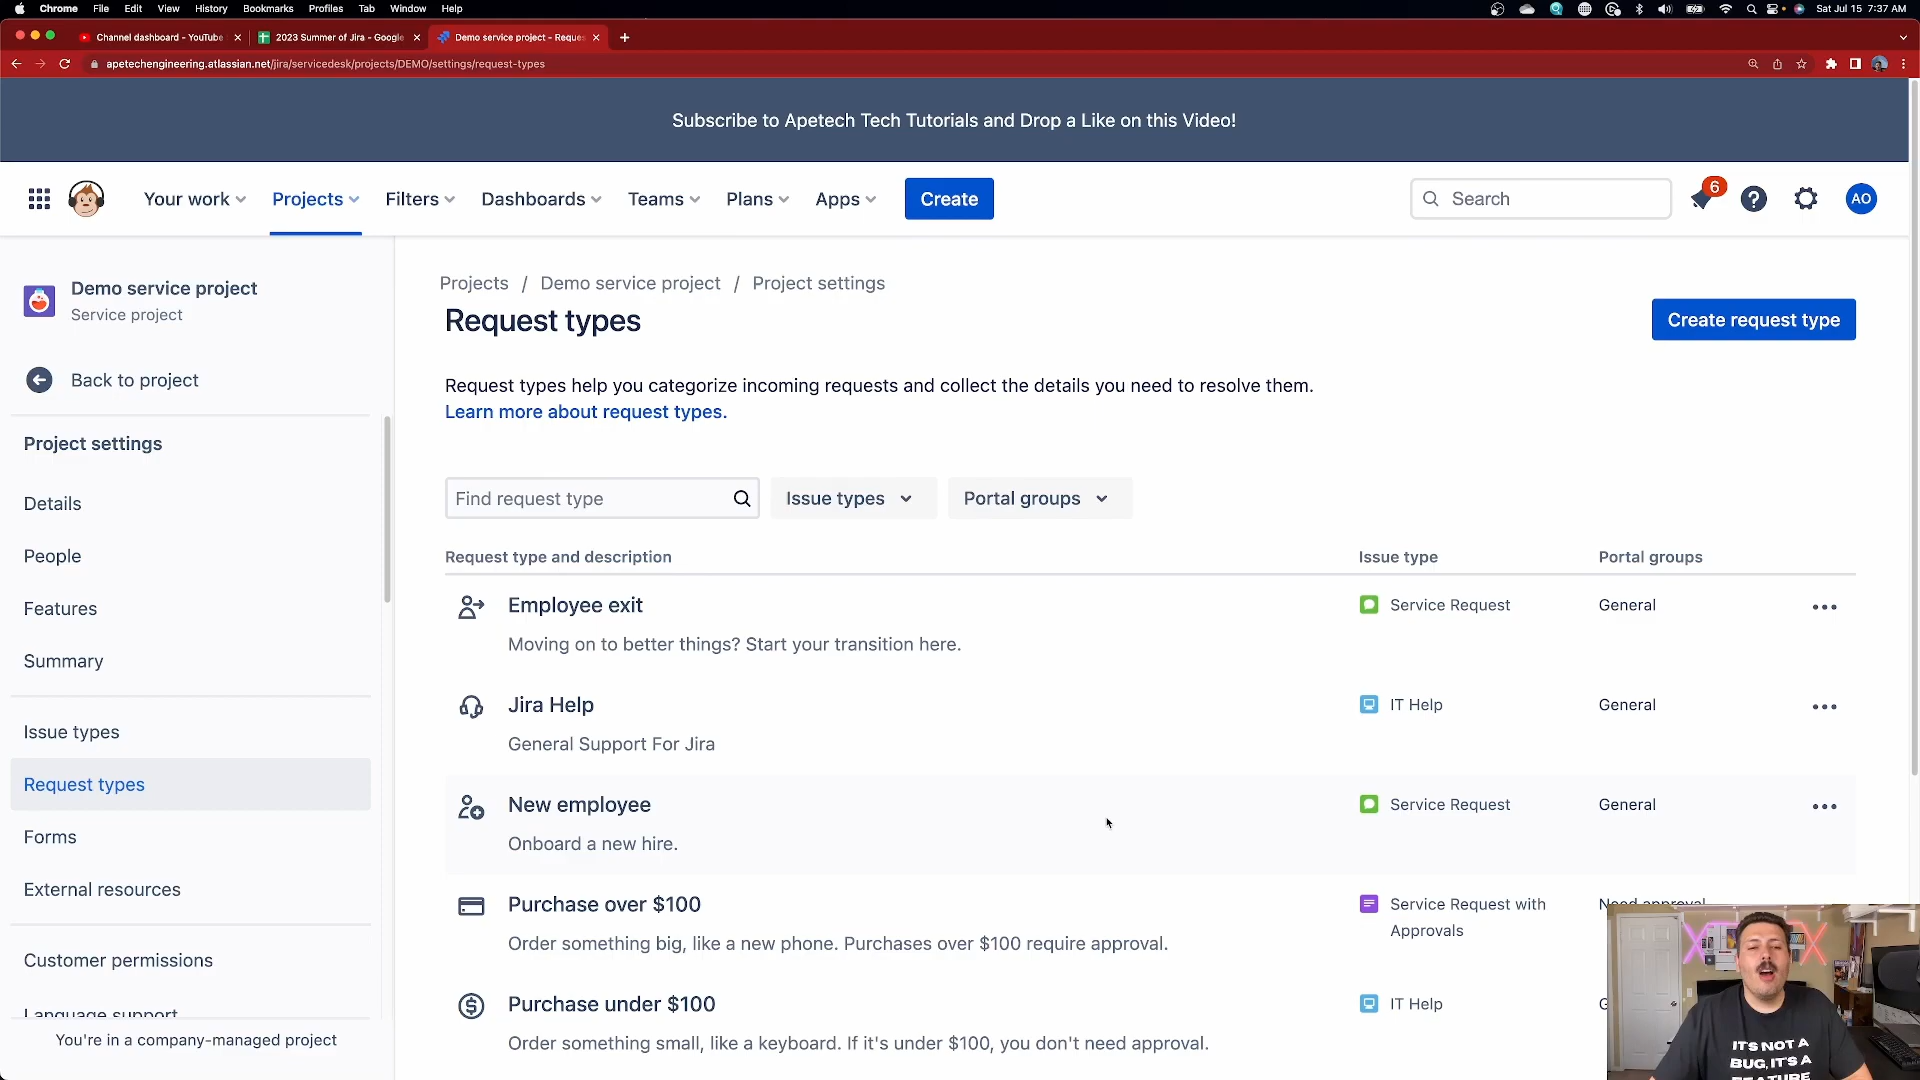 Chrome File Edit View History Bookmarks Profiles Tab Window Help Sat Jul 15 7:37 AM
Channel dashboard - YouTube 2023 Summer of Jira - Google Demo service project - Reques
apetechengineering.atlassian.net/jira/servicedesk/projects/DEMO/settings/request-types
Subscribe to Apetech Tech Tutorials and Drop a Like on this Video!
Your work Projects Filters Dashboards Teams Plans Apps Create Search 6 AO
Demo service project
Service project
Back to project
Project settings
Details
People
Features
Summary
Issue types
Request types
Forms
External resources
Customer permissions
Language support
You're in a company-managed project
Projects / Demo service project / Project settings
Request types
Create request type
Request types help you categorize incoming requests and collect the details you need to resolve them.
Learn more about request types.
Find request type Issue types Portal groups
Request type and description Issue type Portal groups
Employee exit Service Request General
Moving on to better things? Start your transition here.
Jira Help IT Help General
General Support For Jira
New employee Service Request General
Onboard a new hire.
Purchase over $100 Service Request with Need approval
Approvals
Order something big, like a new phone. Purchases over $100 require approval.
Purchase under $100 IT Help
Order something small, like a keyboard. If it's under $100, you don't need approval.
IT'S NOT A
BUG, IT'S A
FEATURE